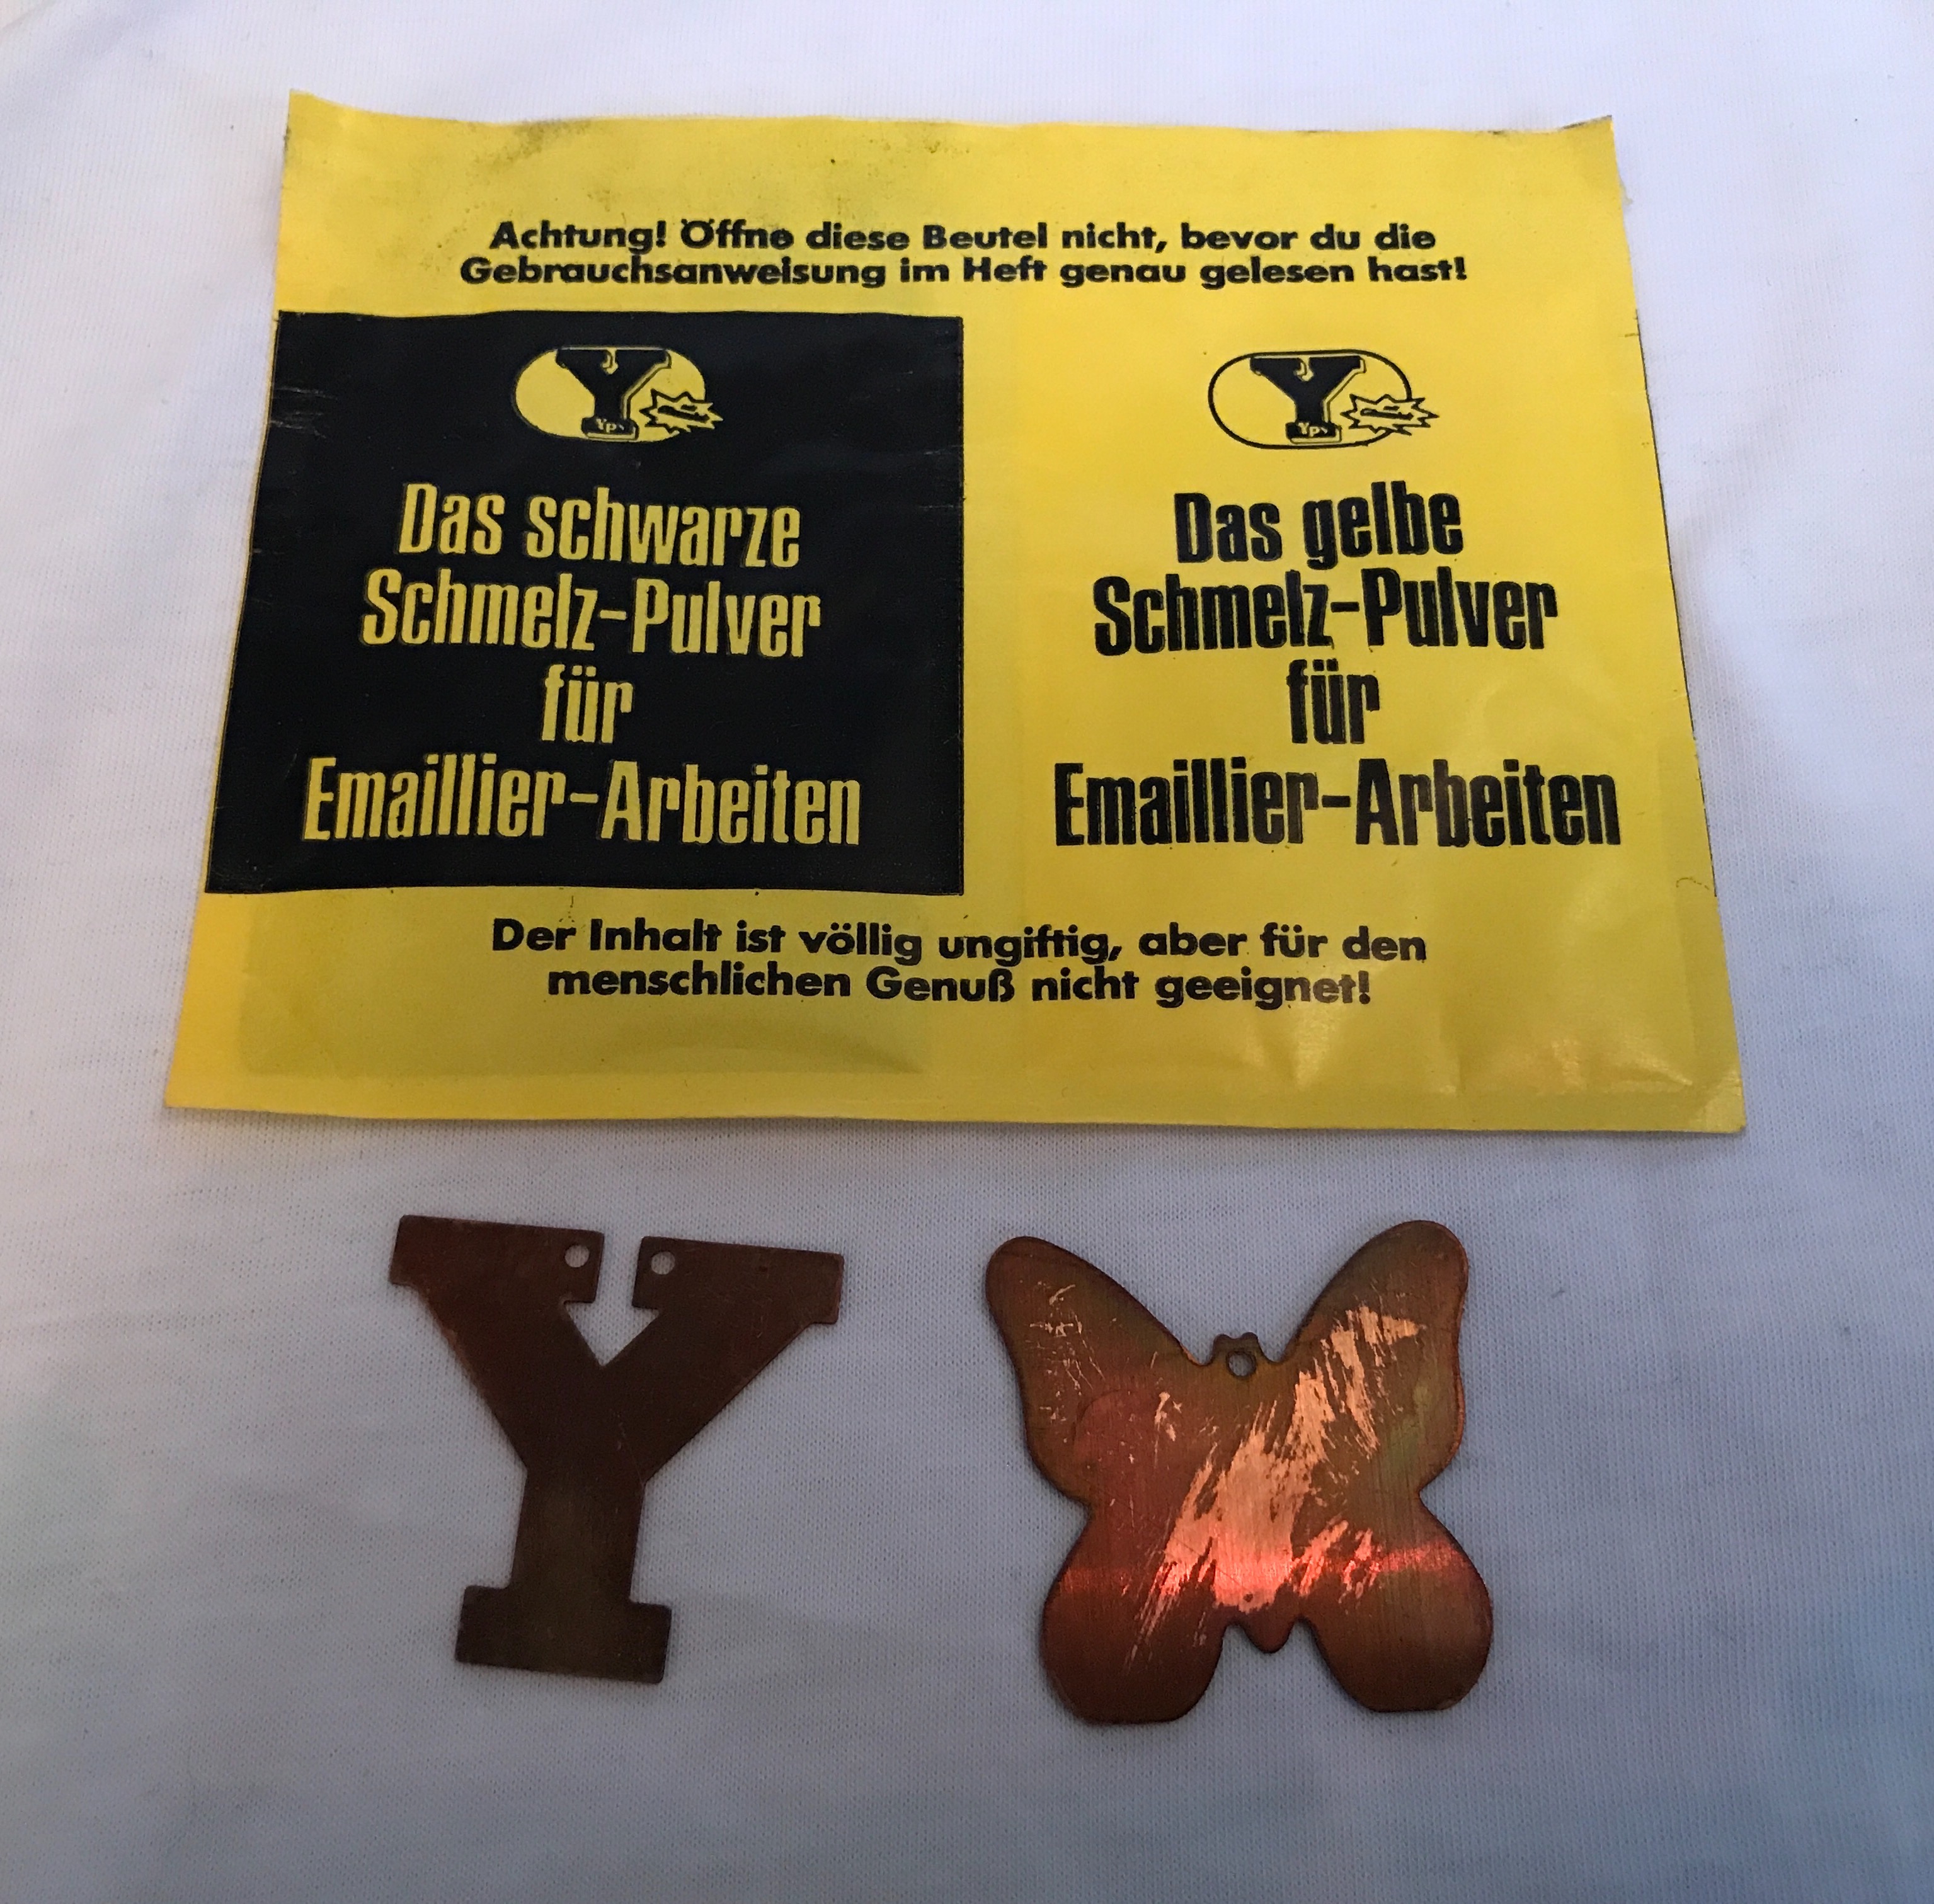 Achtung! Öffne diese Beutel nicht, bevor du die
Gebrauchsanweisung im Heft genau gelesen hast!
Y
Yps
Das schwarze
Schmelz-Pulver
für
Emaillier-Arbeiten
Y
Yps
Das gelbe
Schmelz-Pulver
für
Emaillier-Arbeiten
Der Inhalt ist völlig ungiftig, aber für den
menschlichen Genuß nicht geeignet!
Y